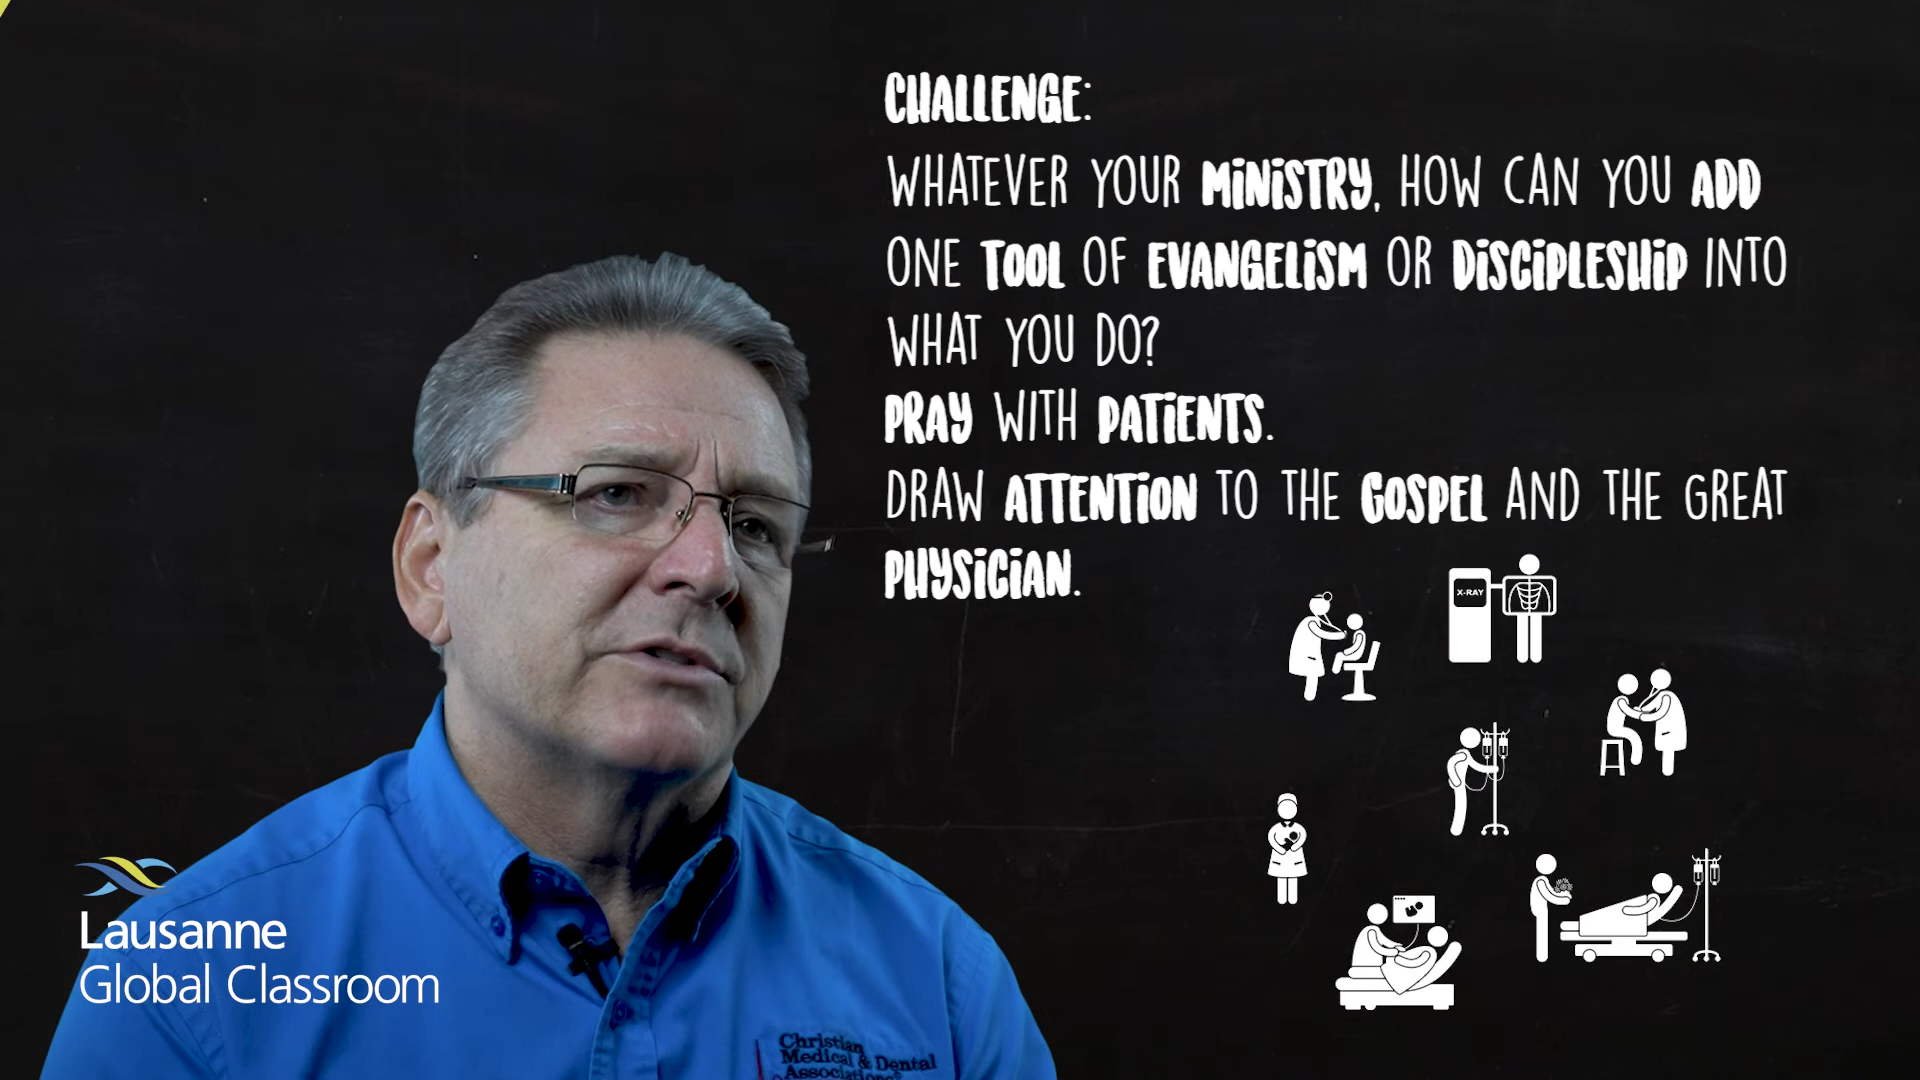 CHALLENGE:
WHATEVER YOUR MINISTRY, HOW CAN YOU ADD
ONE TOOL OF EVANGELISM OR DISCIPLESHIP INTO
WHAT YOU DO?
PRAY WITH PATIENTS.
DRAW ATTENTION TO THE GOSPEL AND THE GREAT
PHYSICIAN.
X-RAY
Lausanne
Global Classroom
Christian
Medical & Dental
Associations®